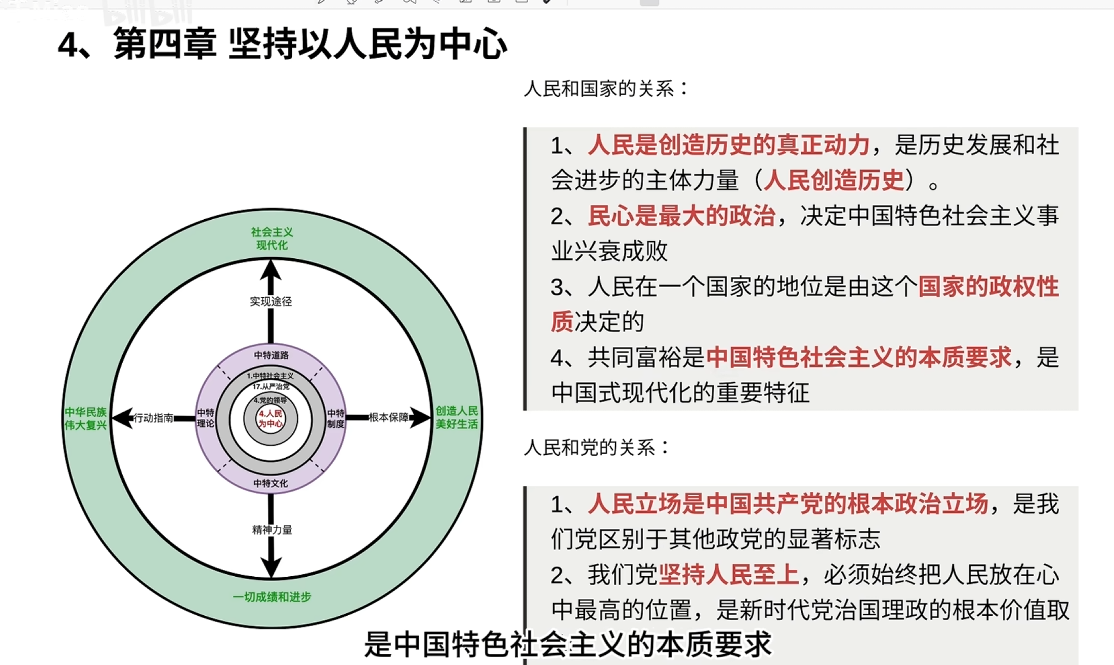 bilibili
4、第四章 坚持以人民为中心
人民和国家的关系：
1、人民是创造历史的真正动力，是历史发展和社
会进步的主体力量（人民创造历史）。
2、民心是最大的政治，决定中国特色社会主义事
业兴衰成败
3、人民在一个国家的地位是由这个国家的政权性
质决定的
4、共同富裕是中国特色社会主义的本质要求，是
中国式现代化的重要特征
人民和党的关系：
1、人民立场是中国共产党的根本政治立场，是我
们党区别于其他政党的显著标志
2、我们党坚持人民至上，必须始终把人民放在心
中最高的位置，是新时代党治国理政的根本价值取
社会主义
现代化
实现途径
中特道路
1.中特社会主义
17.从严治党
4.党的领导
4.人民
为中心
中华民族
伟大复兴
行动指南
中特
理论
中特
制度
根本保障
创造人民
美好生活
中特文化
精神力量
一切成绩和进步
是中国特色社会主义的本质要求